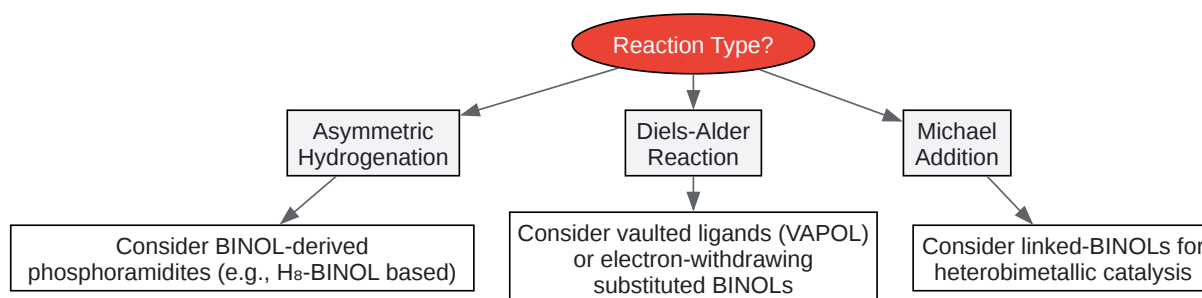 Reaction Type?
Asymmetric
Hydrogenation
Diels-Alder
Reaction
Michael
Addition
Consider BINOL-derived
phosphoramidites (e.g., H₈-BINOL based)
Consider vaulted ligands (VAPOL)
or electron-withdrawing
substituted BINOLs
Consider linked-BINOLs for
heterobimetallic catalysis